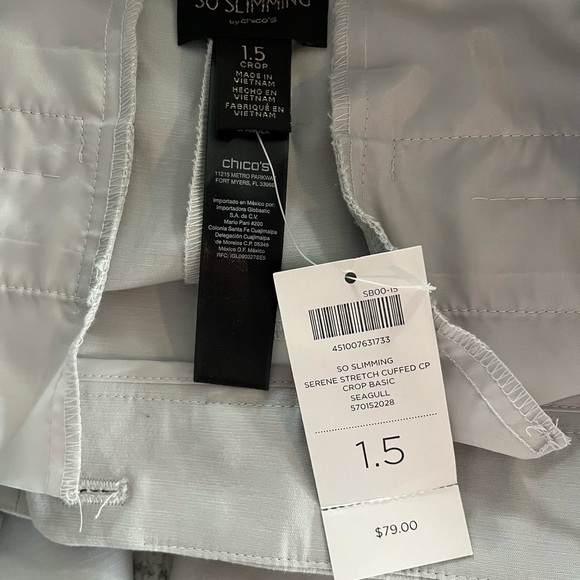 SO SLIMMING
by chico's
1.5
CROP
MADE IN
VIETNAM
HECHO EN
VIETNAM
FABRIQUÉ EN
VIETNAM
chico's
11215 METRO PARKWAY
FORT MYERS, FL 33966
Importado en México por:
Importadora Globastic
S.A. de C.V.
Mario Pani #200
Colonia Santa Fe Cuajimalpa
Delegación Cuajimalpa
de Morelos C.P. 05348
México D.F. México
RFC: IGL090327SE5
SB00-15
451007631733
SO SLIMMING
SERENE STRETCH CUFFED CP
CROP BASIC
SEAGULL
570152028
1.5
$79.00